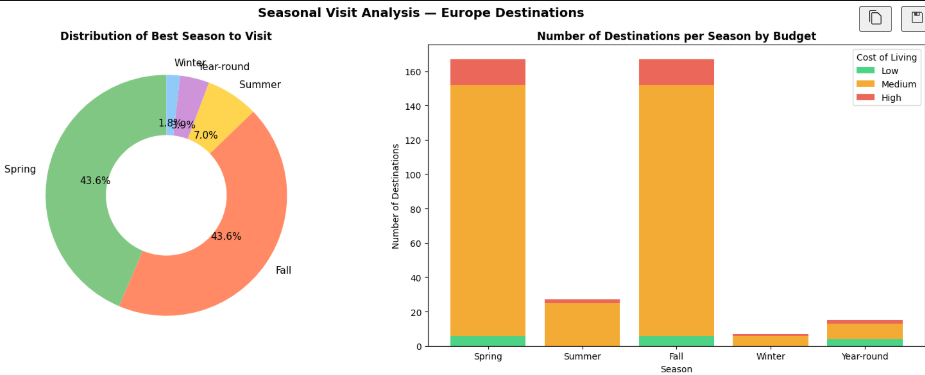 Seasonal Visit Analysis — Europe Destinations
Distribution of Best Season to Visit
Winter
Year-round
Summer
Spring
Fall
1.8%
3.9%
7.0%
43.6%
43.6%
Number of Destinations per Season by Budget
Cost of Living
Low
Medium
High
Number of Destinations
160
140
120
100
80
60
40
20
0
Spring Summer Fall Winter Year-round
Season